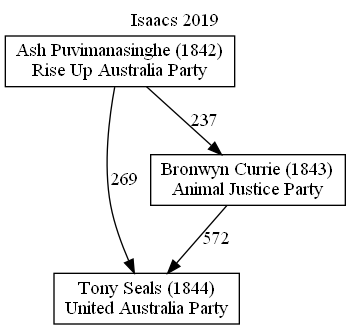 Isaacs 2019
Ash Puvimanasinghe (1842)
Rise Up Australia Party
237
269
Bronwyn Currie (1843)
Animal Justice Party
572
Tony Seals (1844)
United Australia Party